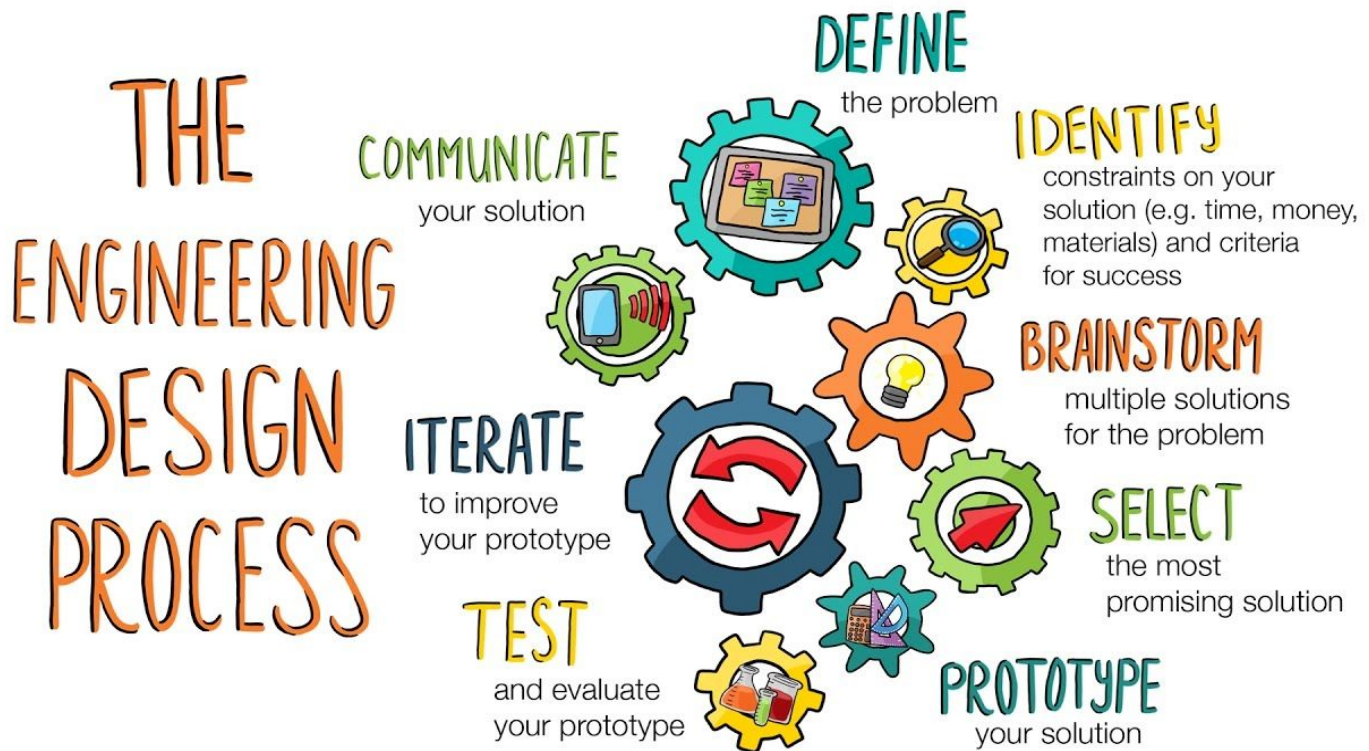 THE
ENGINEERING
DESIGN
PROCESS
DEFINE
the problem
IDENTIFY
constraints on your
solution (e.g. time, money,
materials) and criteria
for success
BRAINSTORM
multiple solutions
for the problem
SELECT
the most
promising solution
PROTOTYPE
your solution
TEST
and evaluate
your prototype
ITERATE
to improve
your prototype
COMMUNICATE
your solution